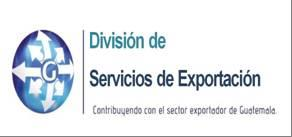 G
División de
Servicios de Exportación
Contribuyendo con el sector exportador de Guatemala.